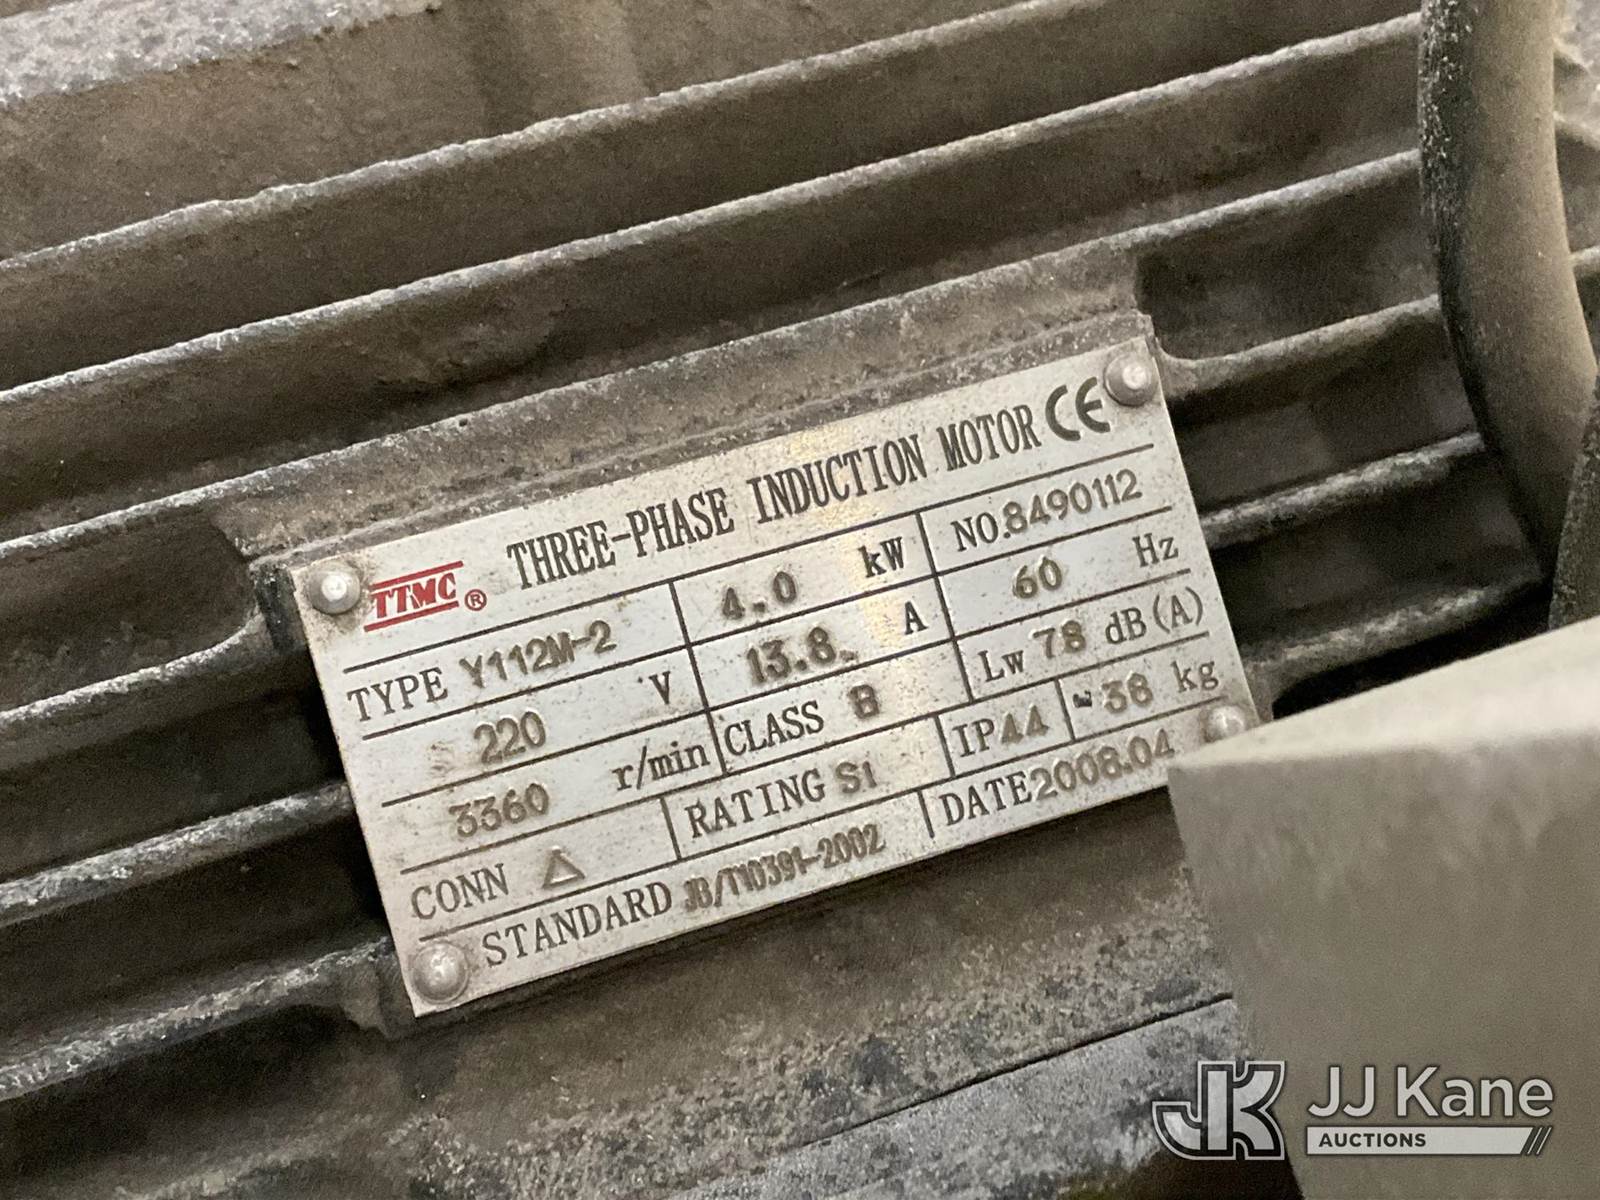 TTMC® THREE-PHASE INDUCTION MOTOR CE
TYPE Y112M-2 4.0 kW NO.8490112
220 V 13.8 A 60 Hz
3360 r/min CLASS B Lw 78 dB(A)
CONN Δ RATING S1 IP44 38 kg
STANDARD JB/T10391-2002 DATE 2008.04
JK JJ Kane
AUCTIONS